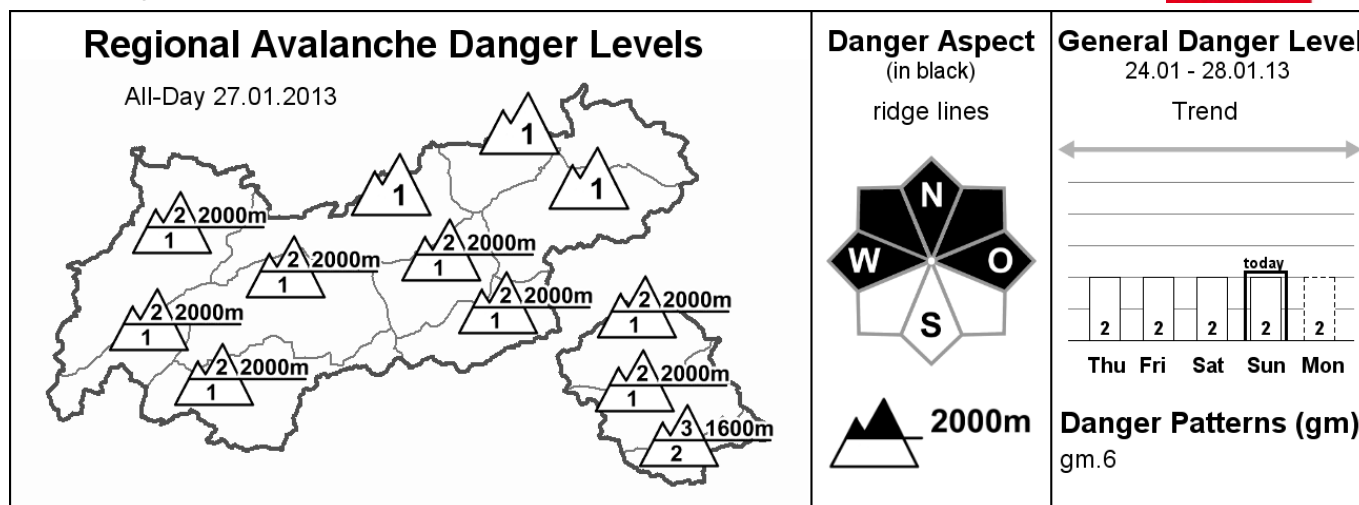 Regional Avalanche Danger Levels
All-Day 27.01.2013
1
1
1
2 2000m
1
2 2000m
1
2 2000m
1
2 2000m
1
2 2000m
1
2 2000m
1
2 2000m
1
2 2000m
1
3 1600m
2
Danger Aspect
(in black)
ridge lines
N
W O
S
2000m
General Danger Level
24.01 - 28.01.13
Trend
today
2 2 2 2 2
Thu Fri Sat Sun Mon
Danger Patterns (gm)
gm.6